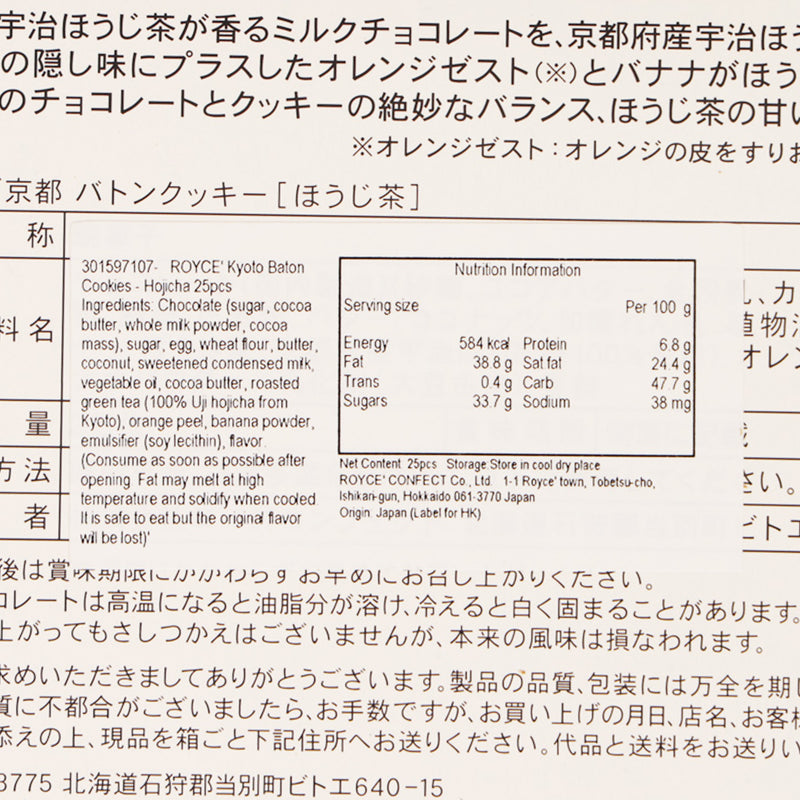 宇治ほうじ茶が香るミルクチョコレートを、京都府産宇治ほう
の隠し味にプラスしたオレンジゼスト(※)とバナナがほう
のチョコレートとクッキーの絶妙なバランス、ほうじ茶の甘い
※オレンジゼスト:オレンジの皮をすりお
京都 バトンクッキー[ほうじ茶]
称
料名
量
方法
者
301597107- ROYCE' Kyoto Baton
Cookies - Hojicha 25pcs
Ingredients: Chocolate (sugar, cocoa
butter, whole milk powder, cocoa
mass), sugar, egg, wheat flour, butter,
coconut, sweetened condensed milk,
vegetable oil, cocoa butter, roasted
green tea (100% Uji hojicha from
Kyoto), orange peel, banana powder,
emulsifier (soy lecithin), flavor.
(Consume as soon as possible after
opening. Fat may melt at high
temperature and solidify when cooled
It is safe to eat but the original flavor
will be lost)'
Nutrition Information
Serving size Per 100 g
Energy 584 kcal Protein 6.8 g
Fat 38.8 g Sat fat 24.4 g
Trans 0.4 g Carb 47.7 g
Sugars 33.7 g Sodium 38 mg
Net Content: 25pcs Storage: Store in cool dry place
ROYCE' CONFECT Co., Ltd. 1-1 Royce' town, Tobetsu-cho,
Ishikari-gun, Hokkaido 061-3770 Japan
Origin: Japan (Label for HK)
、カ
植物油
オレン
さい。
ビトエ
後は賞味期限にかかわらずお早めにお召し上がりください。
コレートは高温になると油脂分が溶け、冷えると白く固まることがあります。
上がってもさしつかえはございませんが、本来の風味は損なわれます。
求めいただきましてありがとうございます。製品の品質、包装には万全を期し
質に不都合がございましたら、お手数ですが、お買い上げの月日、店名、お客様
添えの上、現品を箱ごと下記住所へお送りください。代品と送料をお送りい
3775 北海道石狩郡当別町ビトエ640-15